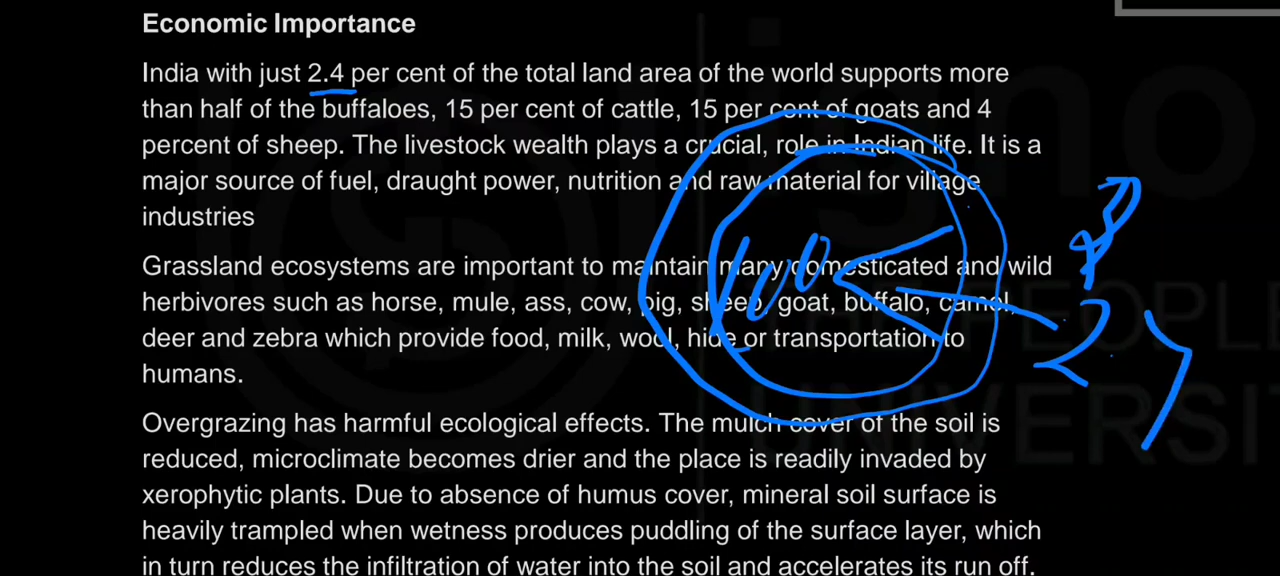 Economic Importance
India with just 2.4 per cent of the total land area of the world supports more
than half of the buffaloes, 15 per cent of cattle, 15 per cent of goats and 4
percent of sheep. The livestock wealth plays a crucial, role in Indian life. It is a
major source of fuel, draught power, nutrition and raw material for village
industries
Grassland ecosystems are important to maintain many domesticated and wild
herbivores such as horse, mule, ass, cow, pig, sheep, goat, buffalo, camel,
deer and zebra which provide food, milk, wool, hide or transportation to
humans.
Overgrazing has harmful ecological effects. The mulch cover of the soil is
reduced, microclimate becomes drier and the place is readily invaded by
xerophytic plants. Due to absence of humus cover, mineral soil surface is
heavily trampled when wetness produces puddling of the surface layer, which
in turn reduces the infiltration of water into the soil and accelerates its run off.
100
2
ignou
THE PEOPLE
UNIVERSI